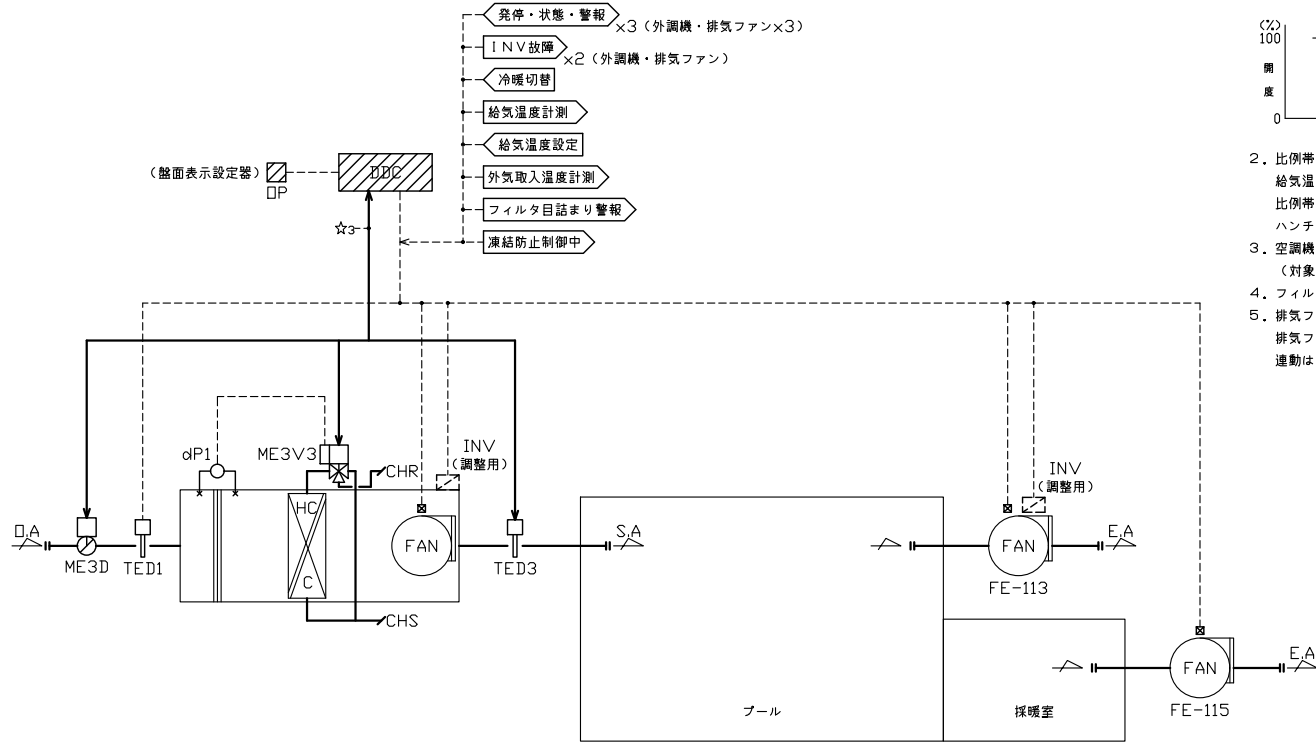 発停・状態・警報
×3（外調機・排気ファン×3）
INV故障
×2（外調機・排気ファン）
冷暖切替
給気温度計測
給気温度設定
外気取入温度計測
フィルタ目詰まり警報
凍結防止制御中
（盤面表示設定器）
OP
DDC
☆3
(%)
100
開
度
0
2. 比例帯
給気温
比例帯
ハンチ
3. 空調機
（対象
4. フィル
5. 排気フ
排気フ
連動は
dP1
ME3V3
CHR
INV
（調整用）
INV
（調整用）
O.A
ME3D
TED1
HC
C
FAN
TED3
S.A
CHS
FAN
E.A
FE-113
FAN
E.A
FE-115
プール
採暖室